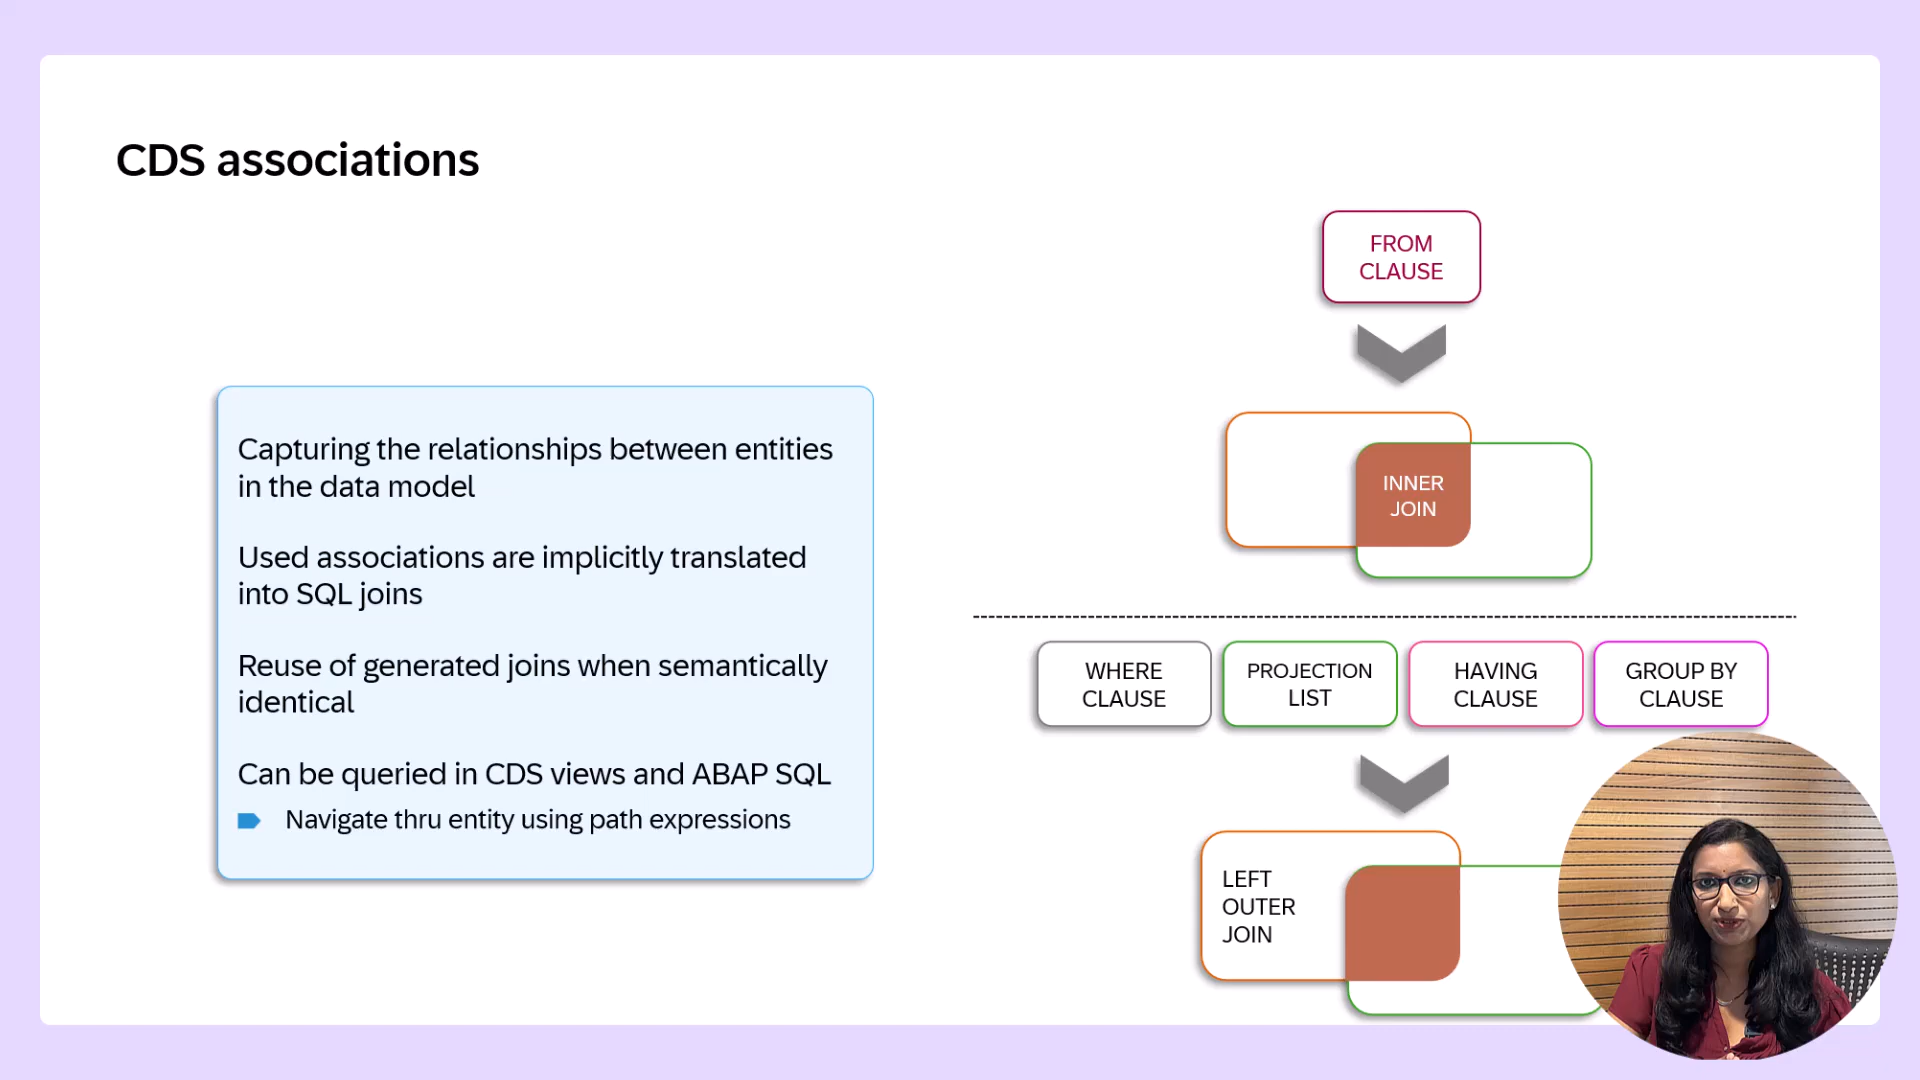 CDS associations
Capturing the relationships between entities
in the data model
Used associations are implicitly translated
into SQL joins
Reuse of generated joins when semantically
identical
Can be queried in CDS views and ABAP SQL
Navigate thru entity using path expressions
FROM
CLAUSE
INNER
JOIN
WHERE
CLAUSE
PROJECTION
LIST
HAVING
CLAUSE
GROUP BY
CLAUSE
LEFT
OUTER
JOIN